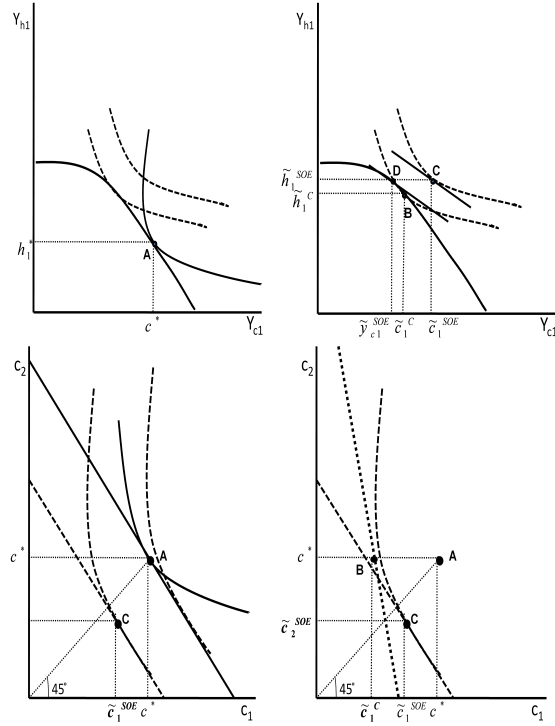 Y_h1
A
h_1^*
c^*
Y_c1
Y_h1
D
C
B
h̃_1^SOE
h̃_1^C
ỹ_c1^SOE c̃_1^C c̃_1^SOE
Y_c1
C_2
c^*
A
C
45°
c̃_1^SOE c^*
C_1
C_2
c^*
B
A
c̃_2^SOE
C
45°
c̃_1^C c̃_1^SOE c^*
C_1